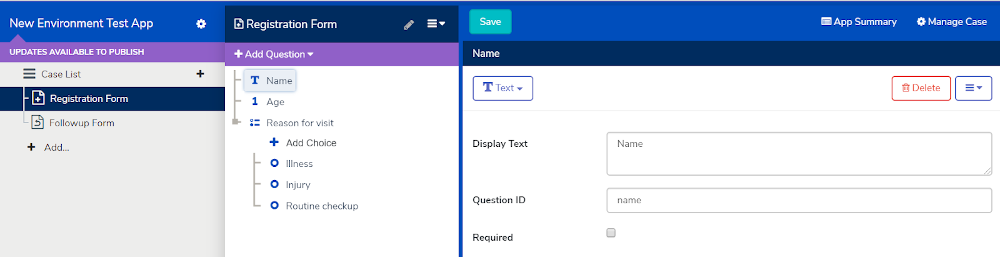 New Environment Test App
UPDATES AVAILABLE TO PUBLISH
Case List
Registration Form
Followup Form
Add...
Registration Form
Add Question
Name
1 Age
Reason for visit
Add Choice
Illness
Injury
Routine checkup
Save
App Summary
Manage Case
Name
T Text
Delete
Display Text
Name
Question ID
name
Required